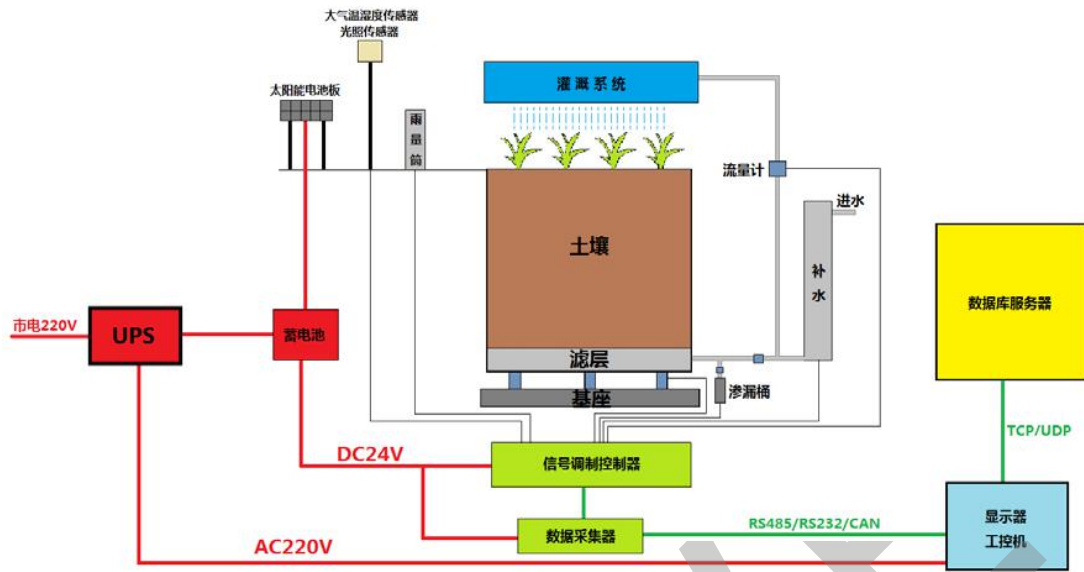 大气温湿度传感器
光照传感器
太阳能电池板
雨量筒
灌溉系统
流量计
进水
土壤
补水
数据库服务器
市电220V
UPS
蓄电池
滤层
基座
渗漏桶
TCP/UDP
DC24V
信号调制控制器
数据采集器
RS485/RS232/CAN
显示器
工控机
AC220V